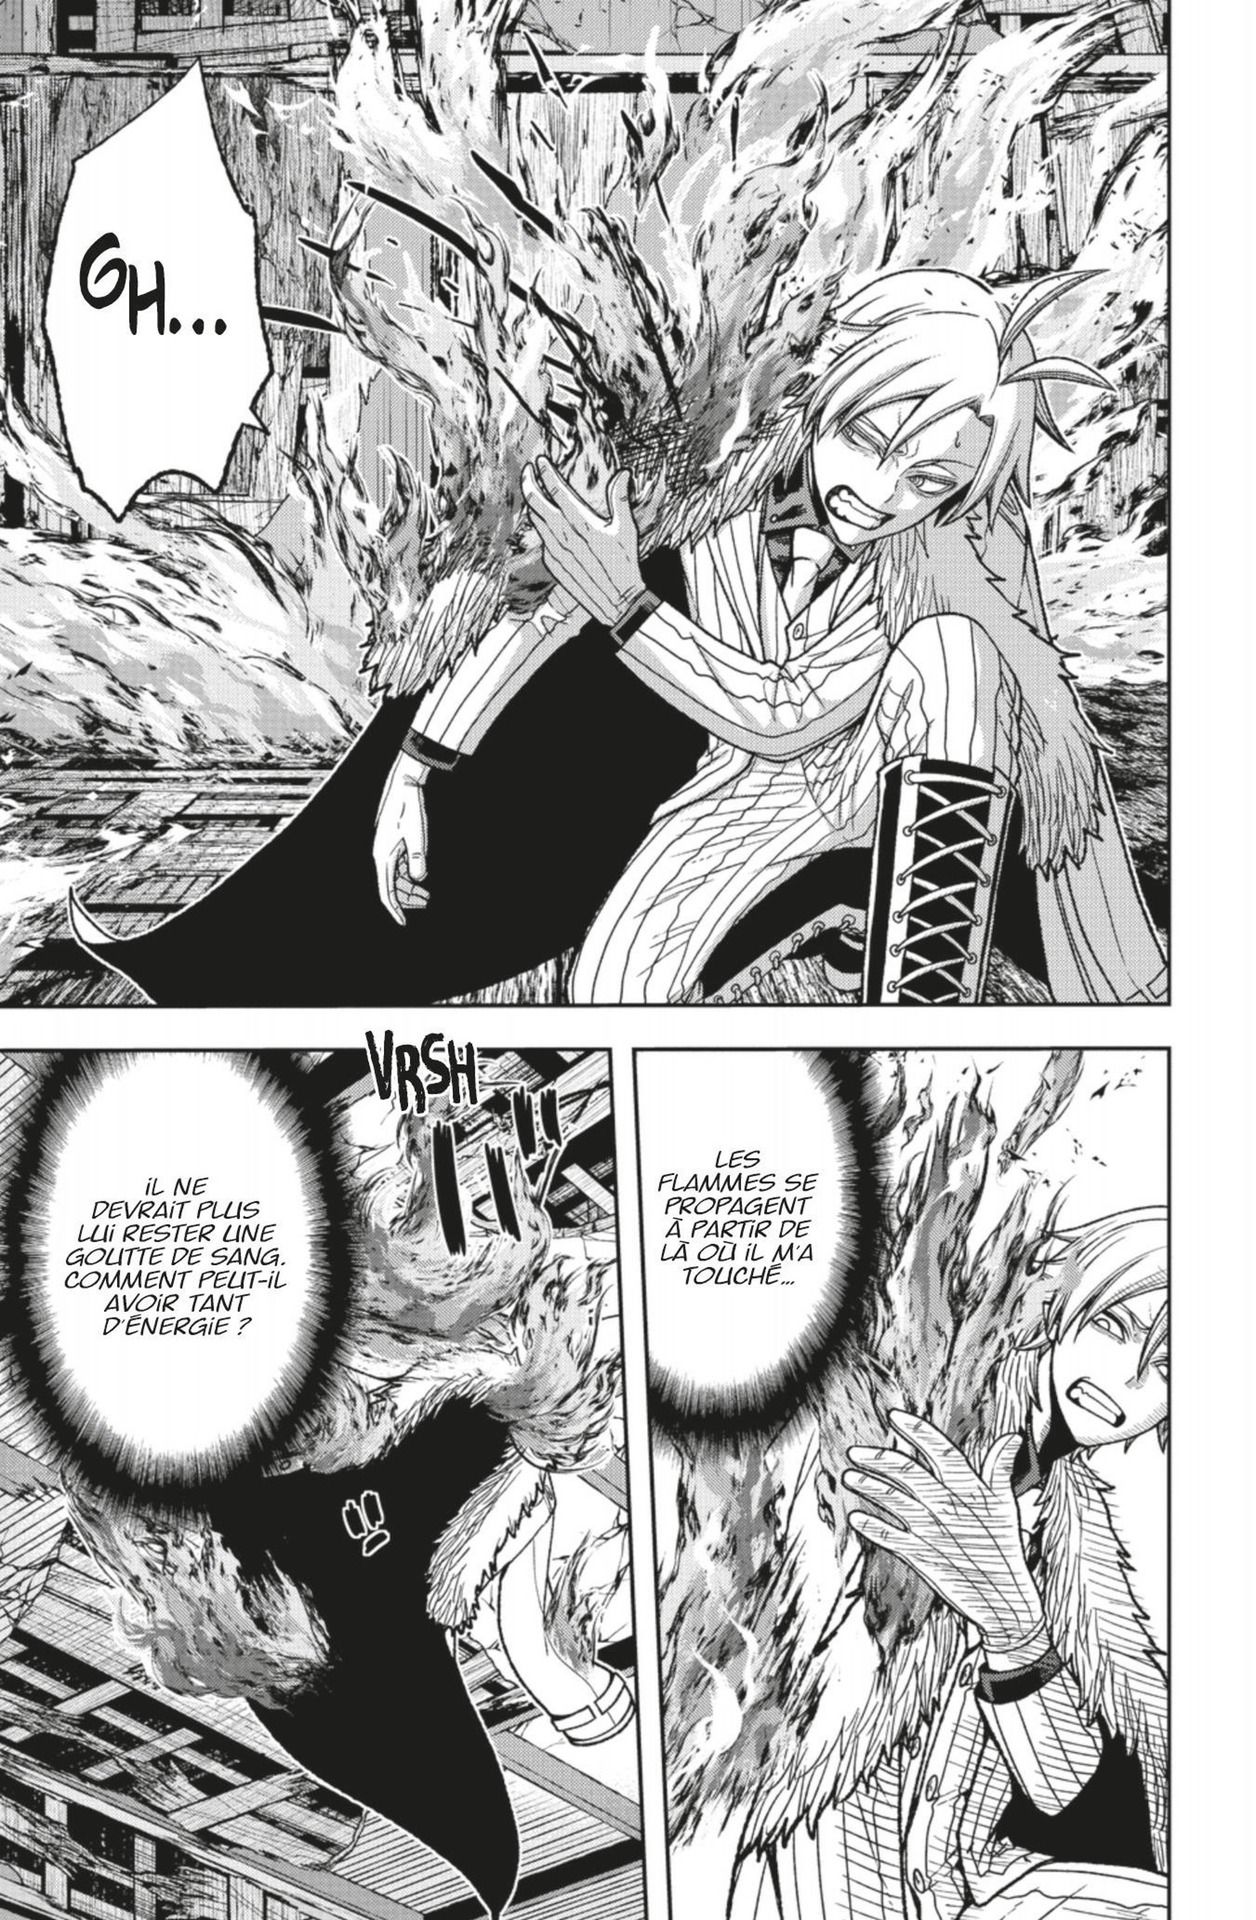 GH...
LES
FLAMMES SE
PROPAGENT
À PARTIR DE
LÀ OÙ IL M'A
TOUCHÉ...
VRSH
IL NE
DEVRAIT PLUS
LUI RESTER UNE
GOUTTE DE SANG.
COMMENT PEUT-IL
AVOIR TANT
D'ÉNERGIE ?